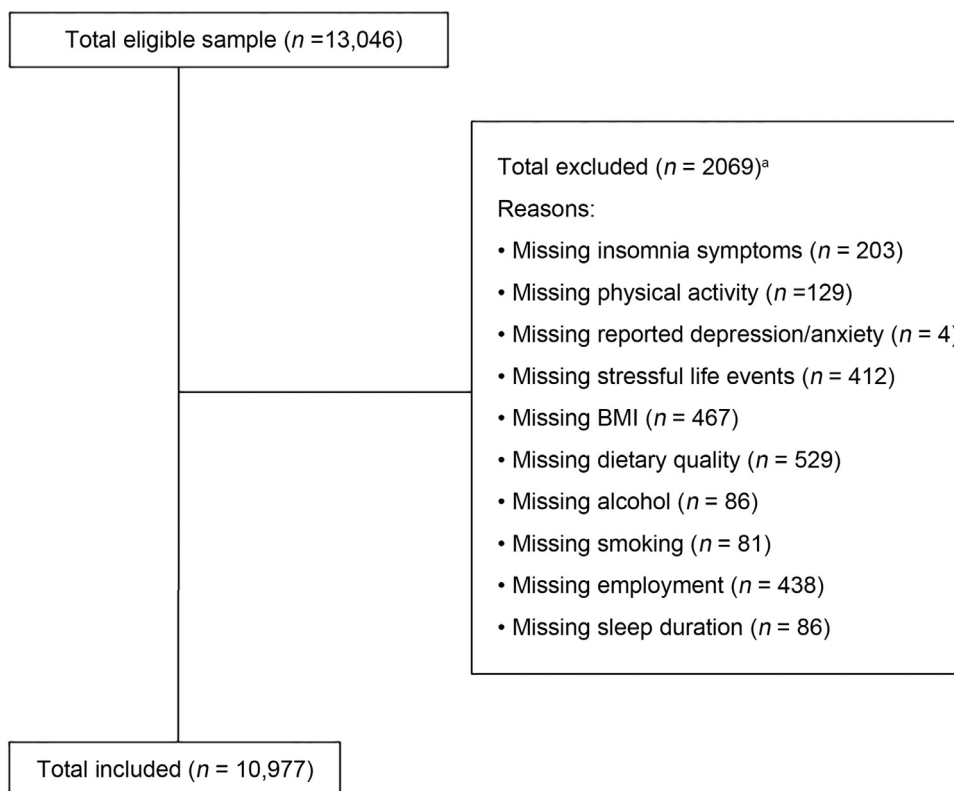 Total eligible sample (n =13,046)
Total excluded (n = 2069)ᵃ
Reasons:
• Missing insomnia symptoms (n = 203)
• Missing physical activity (n =129)
• Missing reported depression/anxiety (n = 4)
• Missing stressful life events (n = 412)
• Missing BMI (n = 467)
• Missing dietary quality (n = 529)
• Missing alcohol (n = 86)
• Missing smoking (n = 81)
• Missing employment (n = 438)
• Missing sleep duration (n = 86)
Total included (n = 10,977)